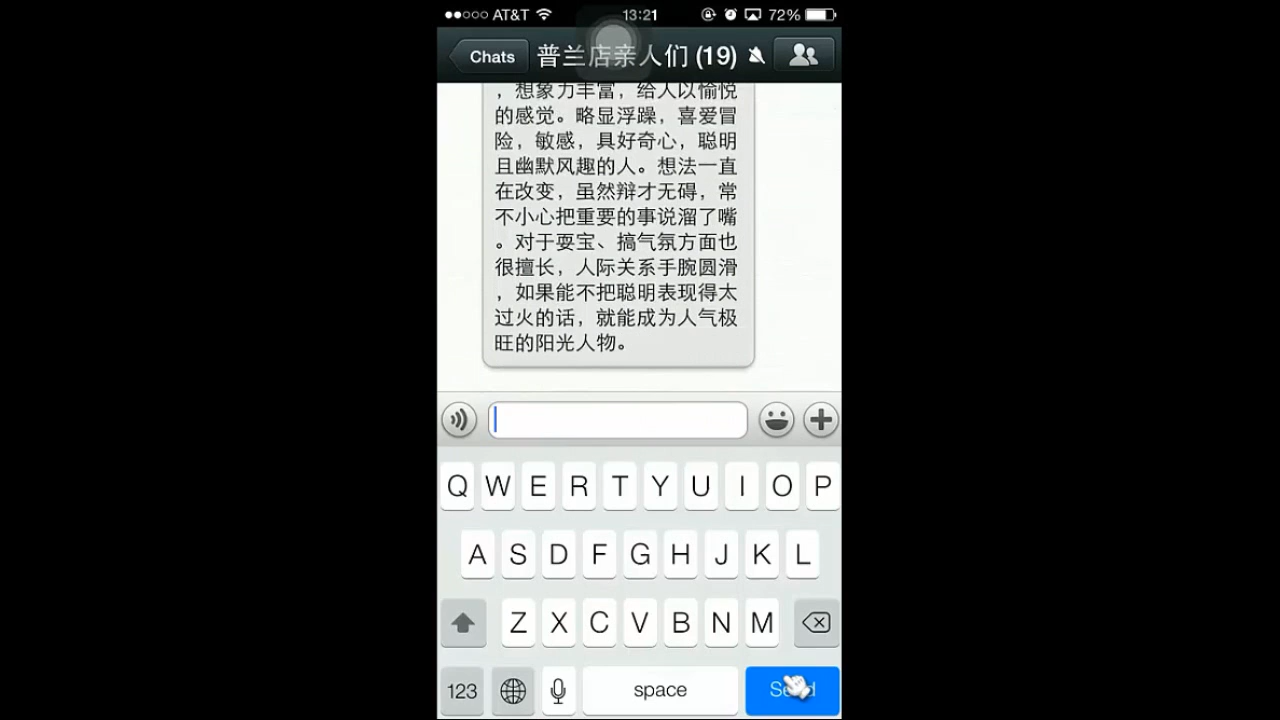 AT&T 13:21 72%
Chats 普兰店亲人们 (19)
，想象力丰富，给人以愉悦
的感觉。略显浮躁，喜爱冒
险，敏感，具好奇心，聪明
且幽默风趣的人。想法一直
在改变，虽然辩才无碍，常
不小心把重要的事说溜了嘴
。对于耍宝、搞气氛方面也
很擅长，人际关系手腕圆滑
，如果能不把聪明表现得太
过火的话，就能成为人气极
旺的阳光人物。
Q W E R T Y U I O P
A S D F G H J K L
Z X C V B N M
123 space Send